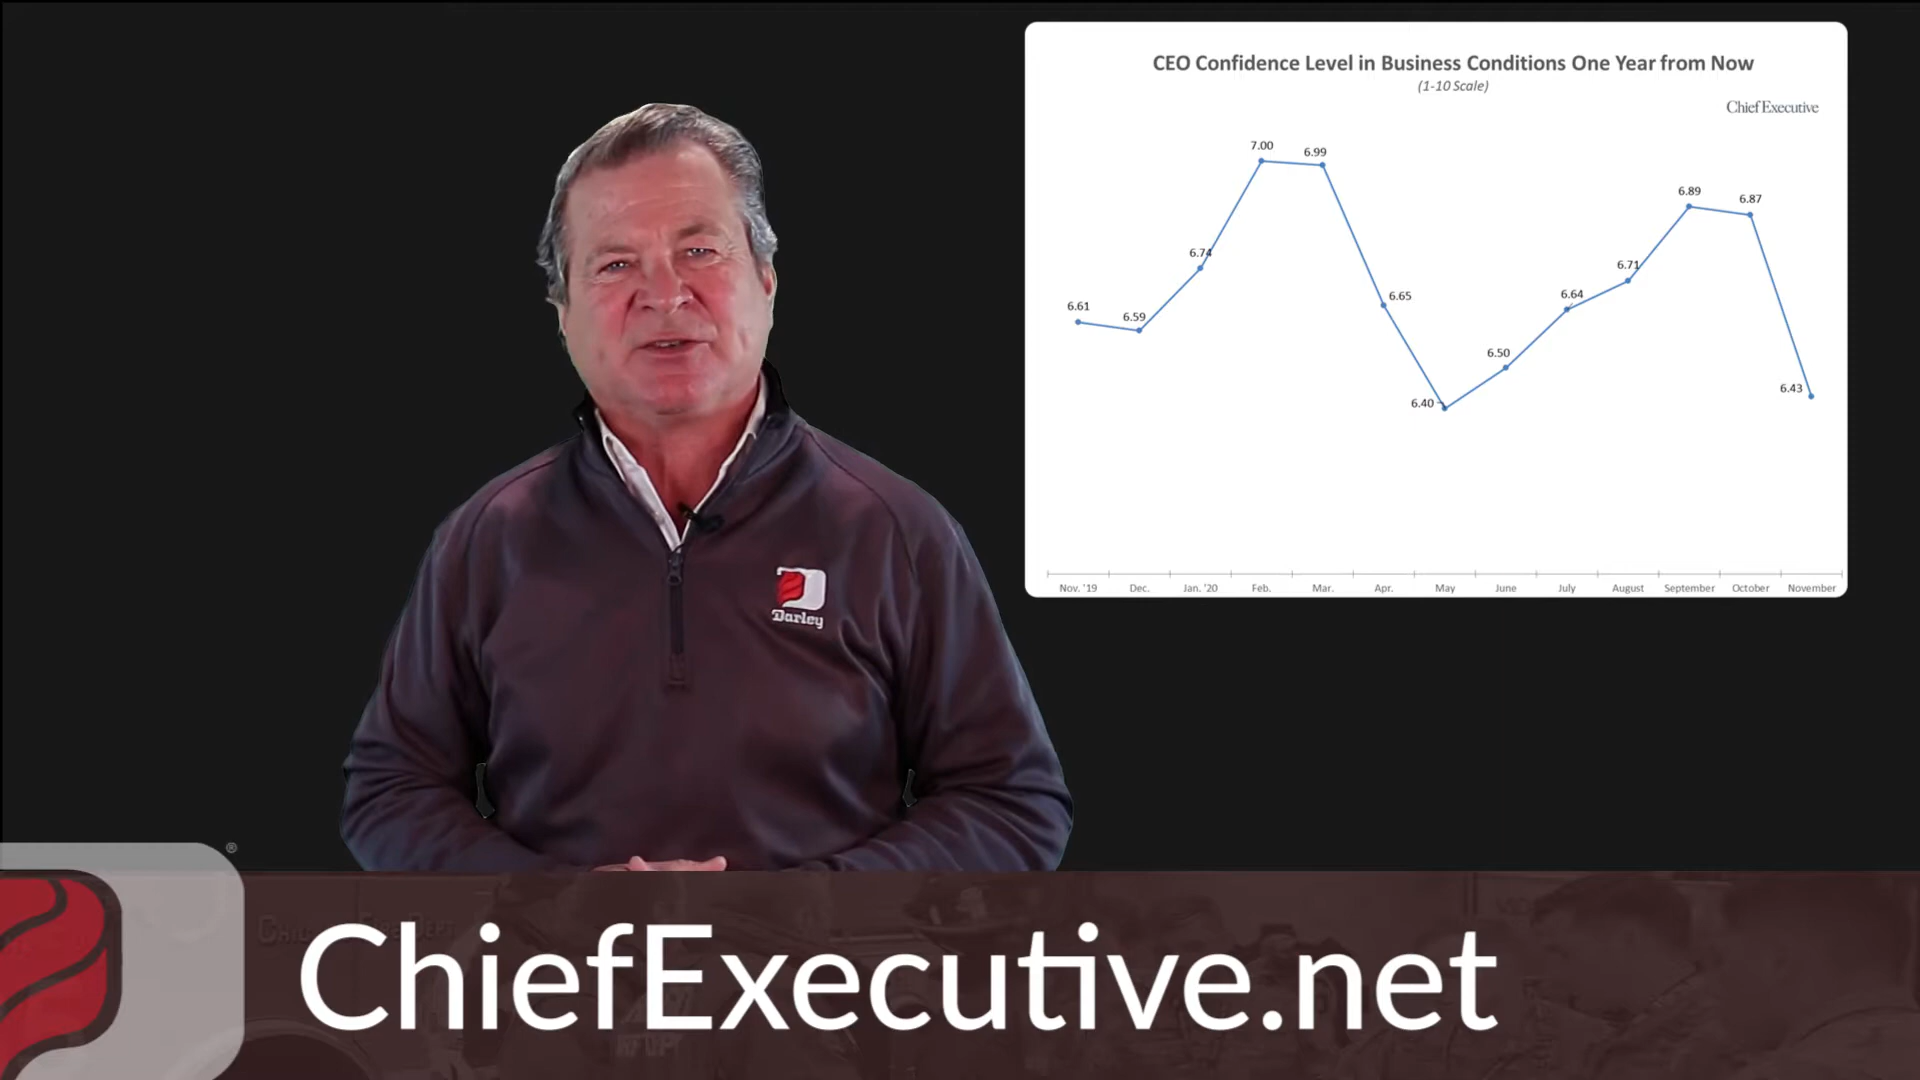 CEO Confidence Level in Business Conditions One Year from Now
(1-10 Scale)
Chief Executive
7.00
6.99
6.89
6.87
6.74
6.71
6.65
6.64
6.61
6.59
6.50
6.43
6.40
Nov. '19 Dec. Jan. '20 Feb. Mar. Apr. May June July August September October November
Darley
®
ChiefExecutive.net